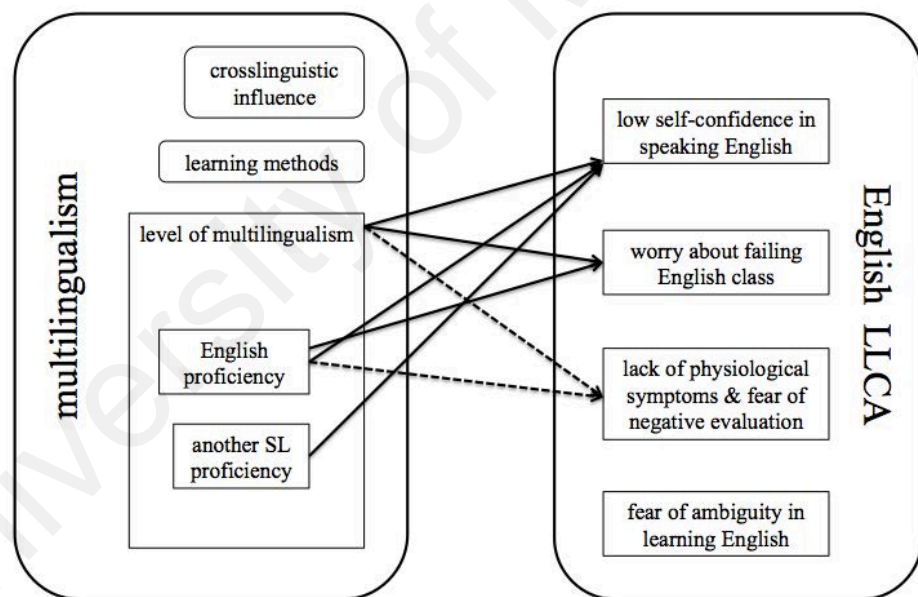 multilingualism
crosslinguistic
influence
learning methods
level of multilingualism
English
proficiency
another SL
proficiency
low self-confidence in
speaking English
worry about failing
English class
lack of physiological
symptoms & fear of
negative evaluation
fear of ambiguity in
learning English
English LLCA
University of M